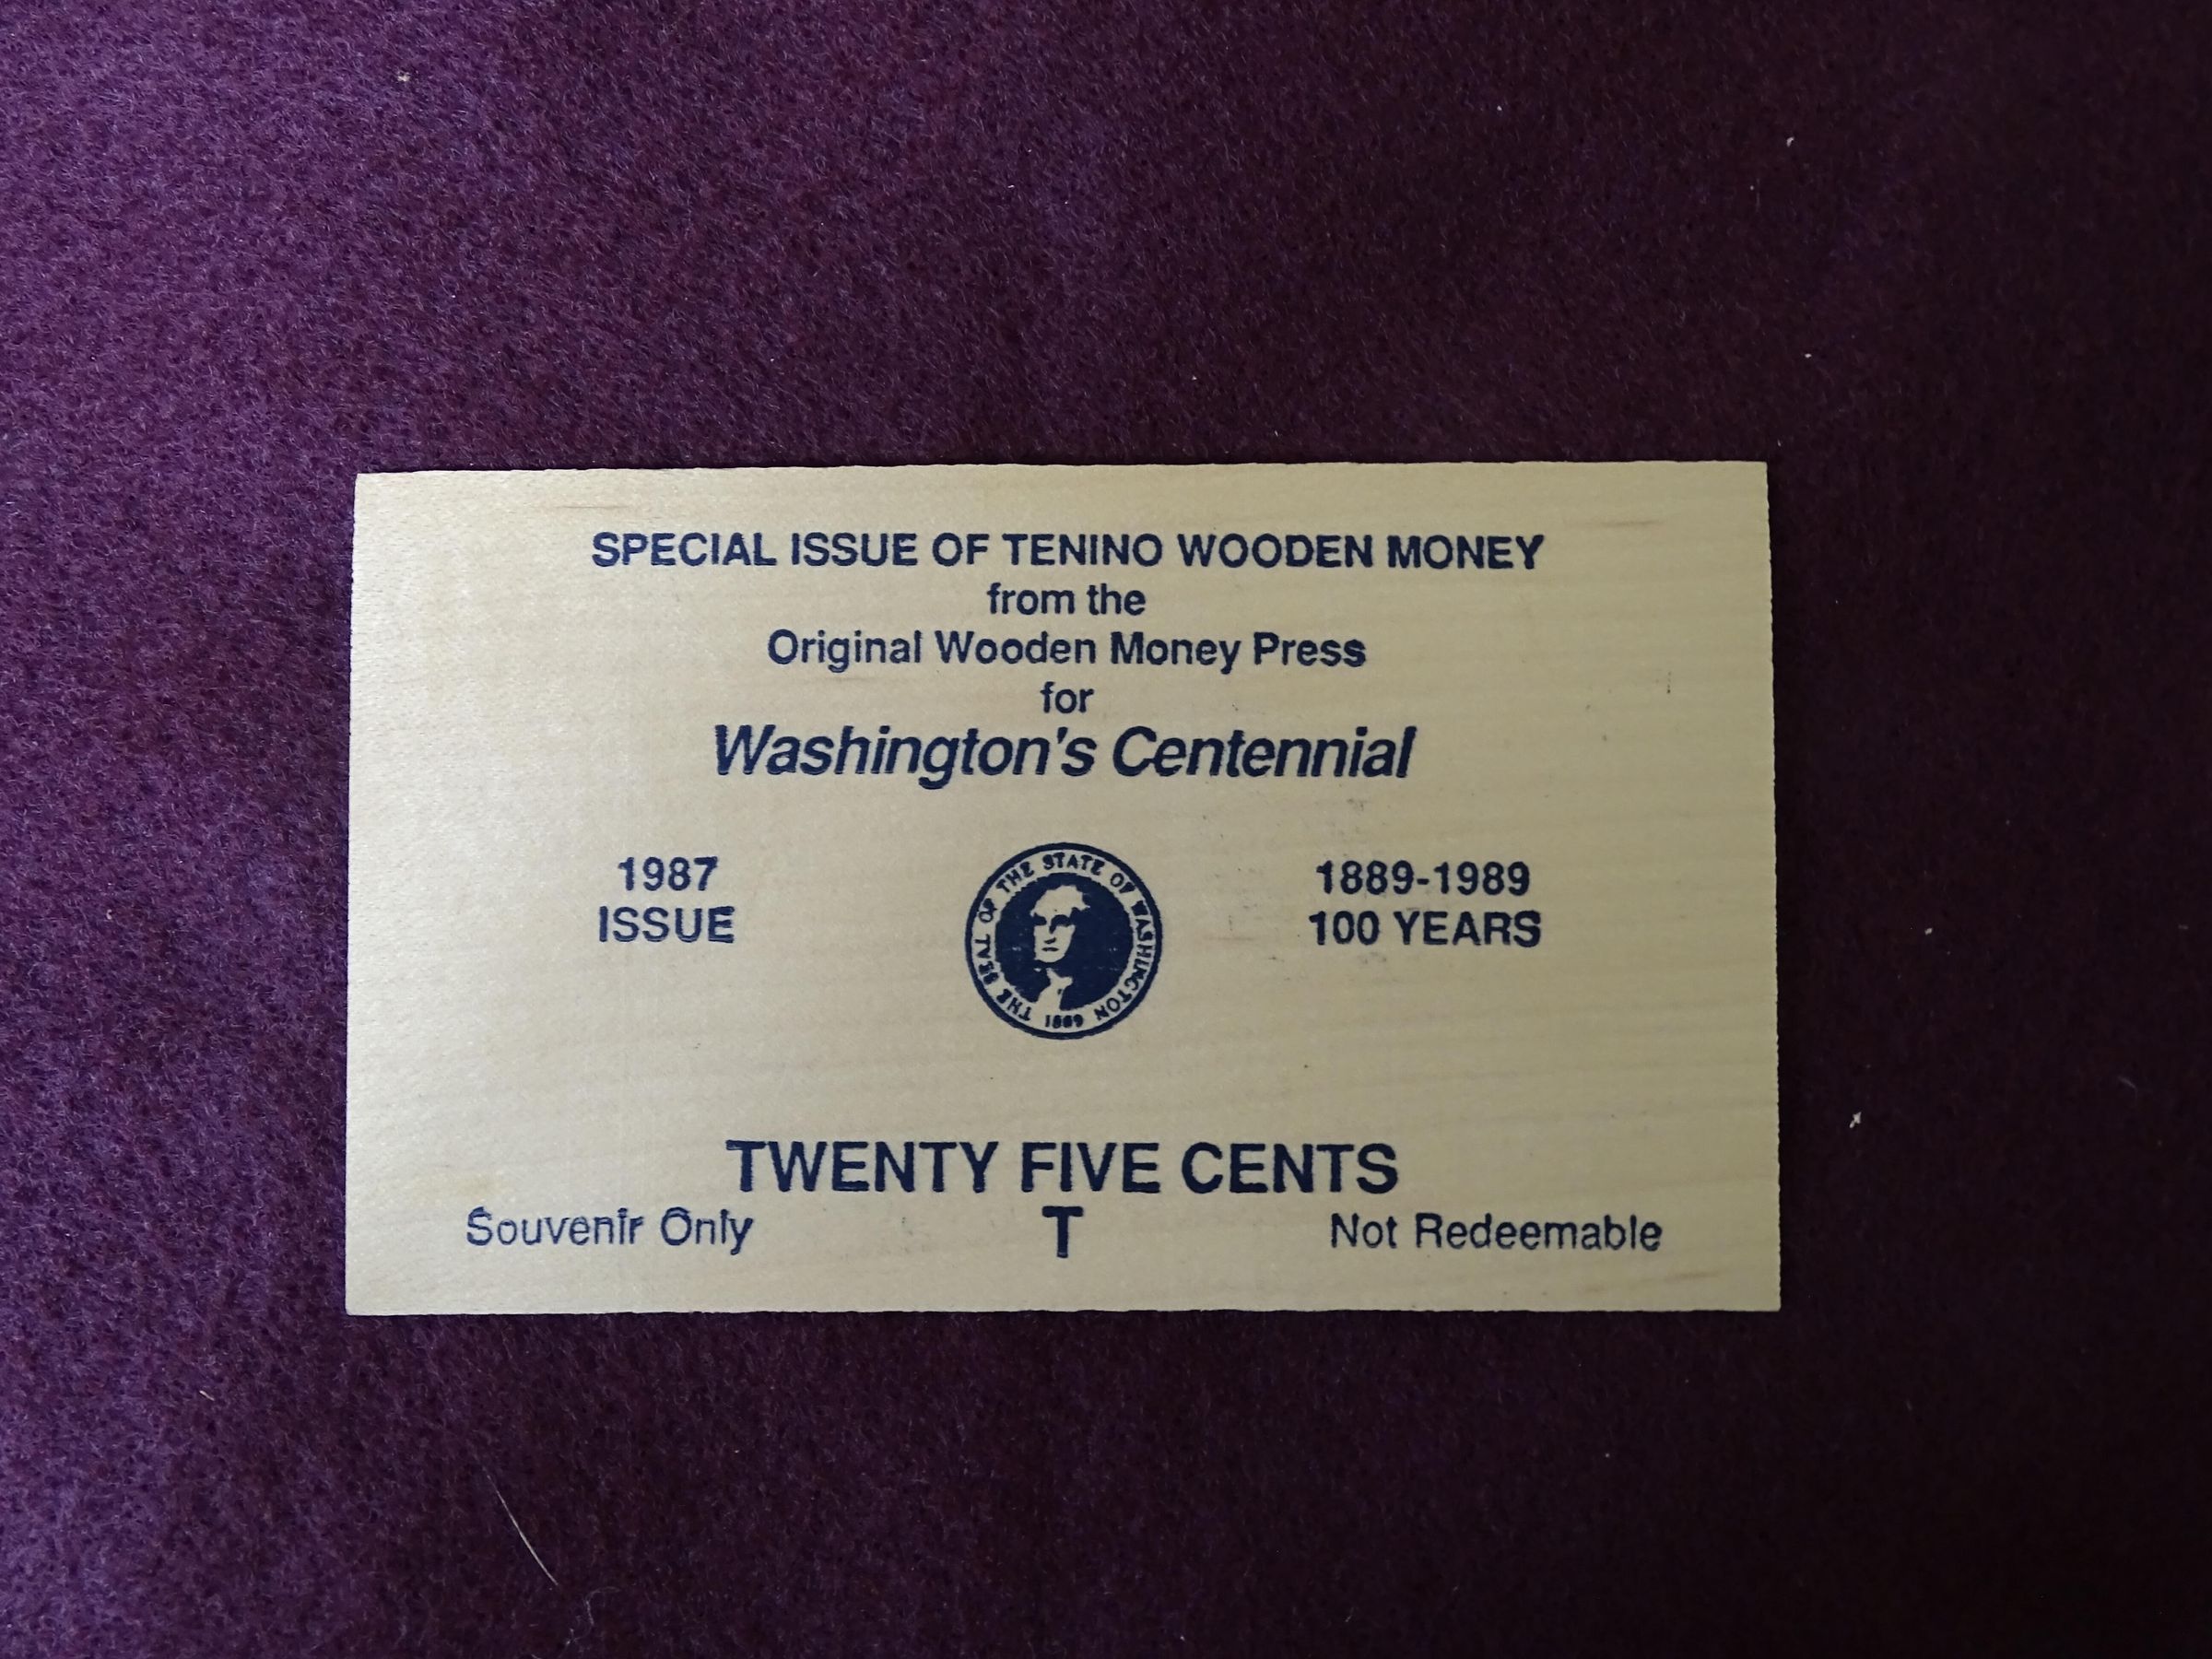 SPECIAL ISSUE OF TENINO WOODEN MONEY
from the
Original Wooden Money Press
for
Washington's Centennial
1987
ISSUE
THE SEAL OF THE STATE OF WASHINGTON
1889
1889-1989
100 YEARS
TWENTY FIVE CENTS
Souvenir Only T Not Redeemable